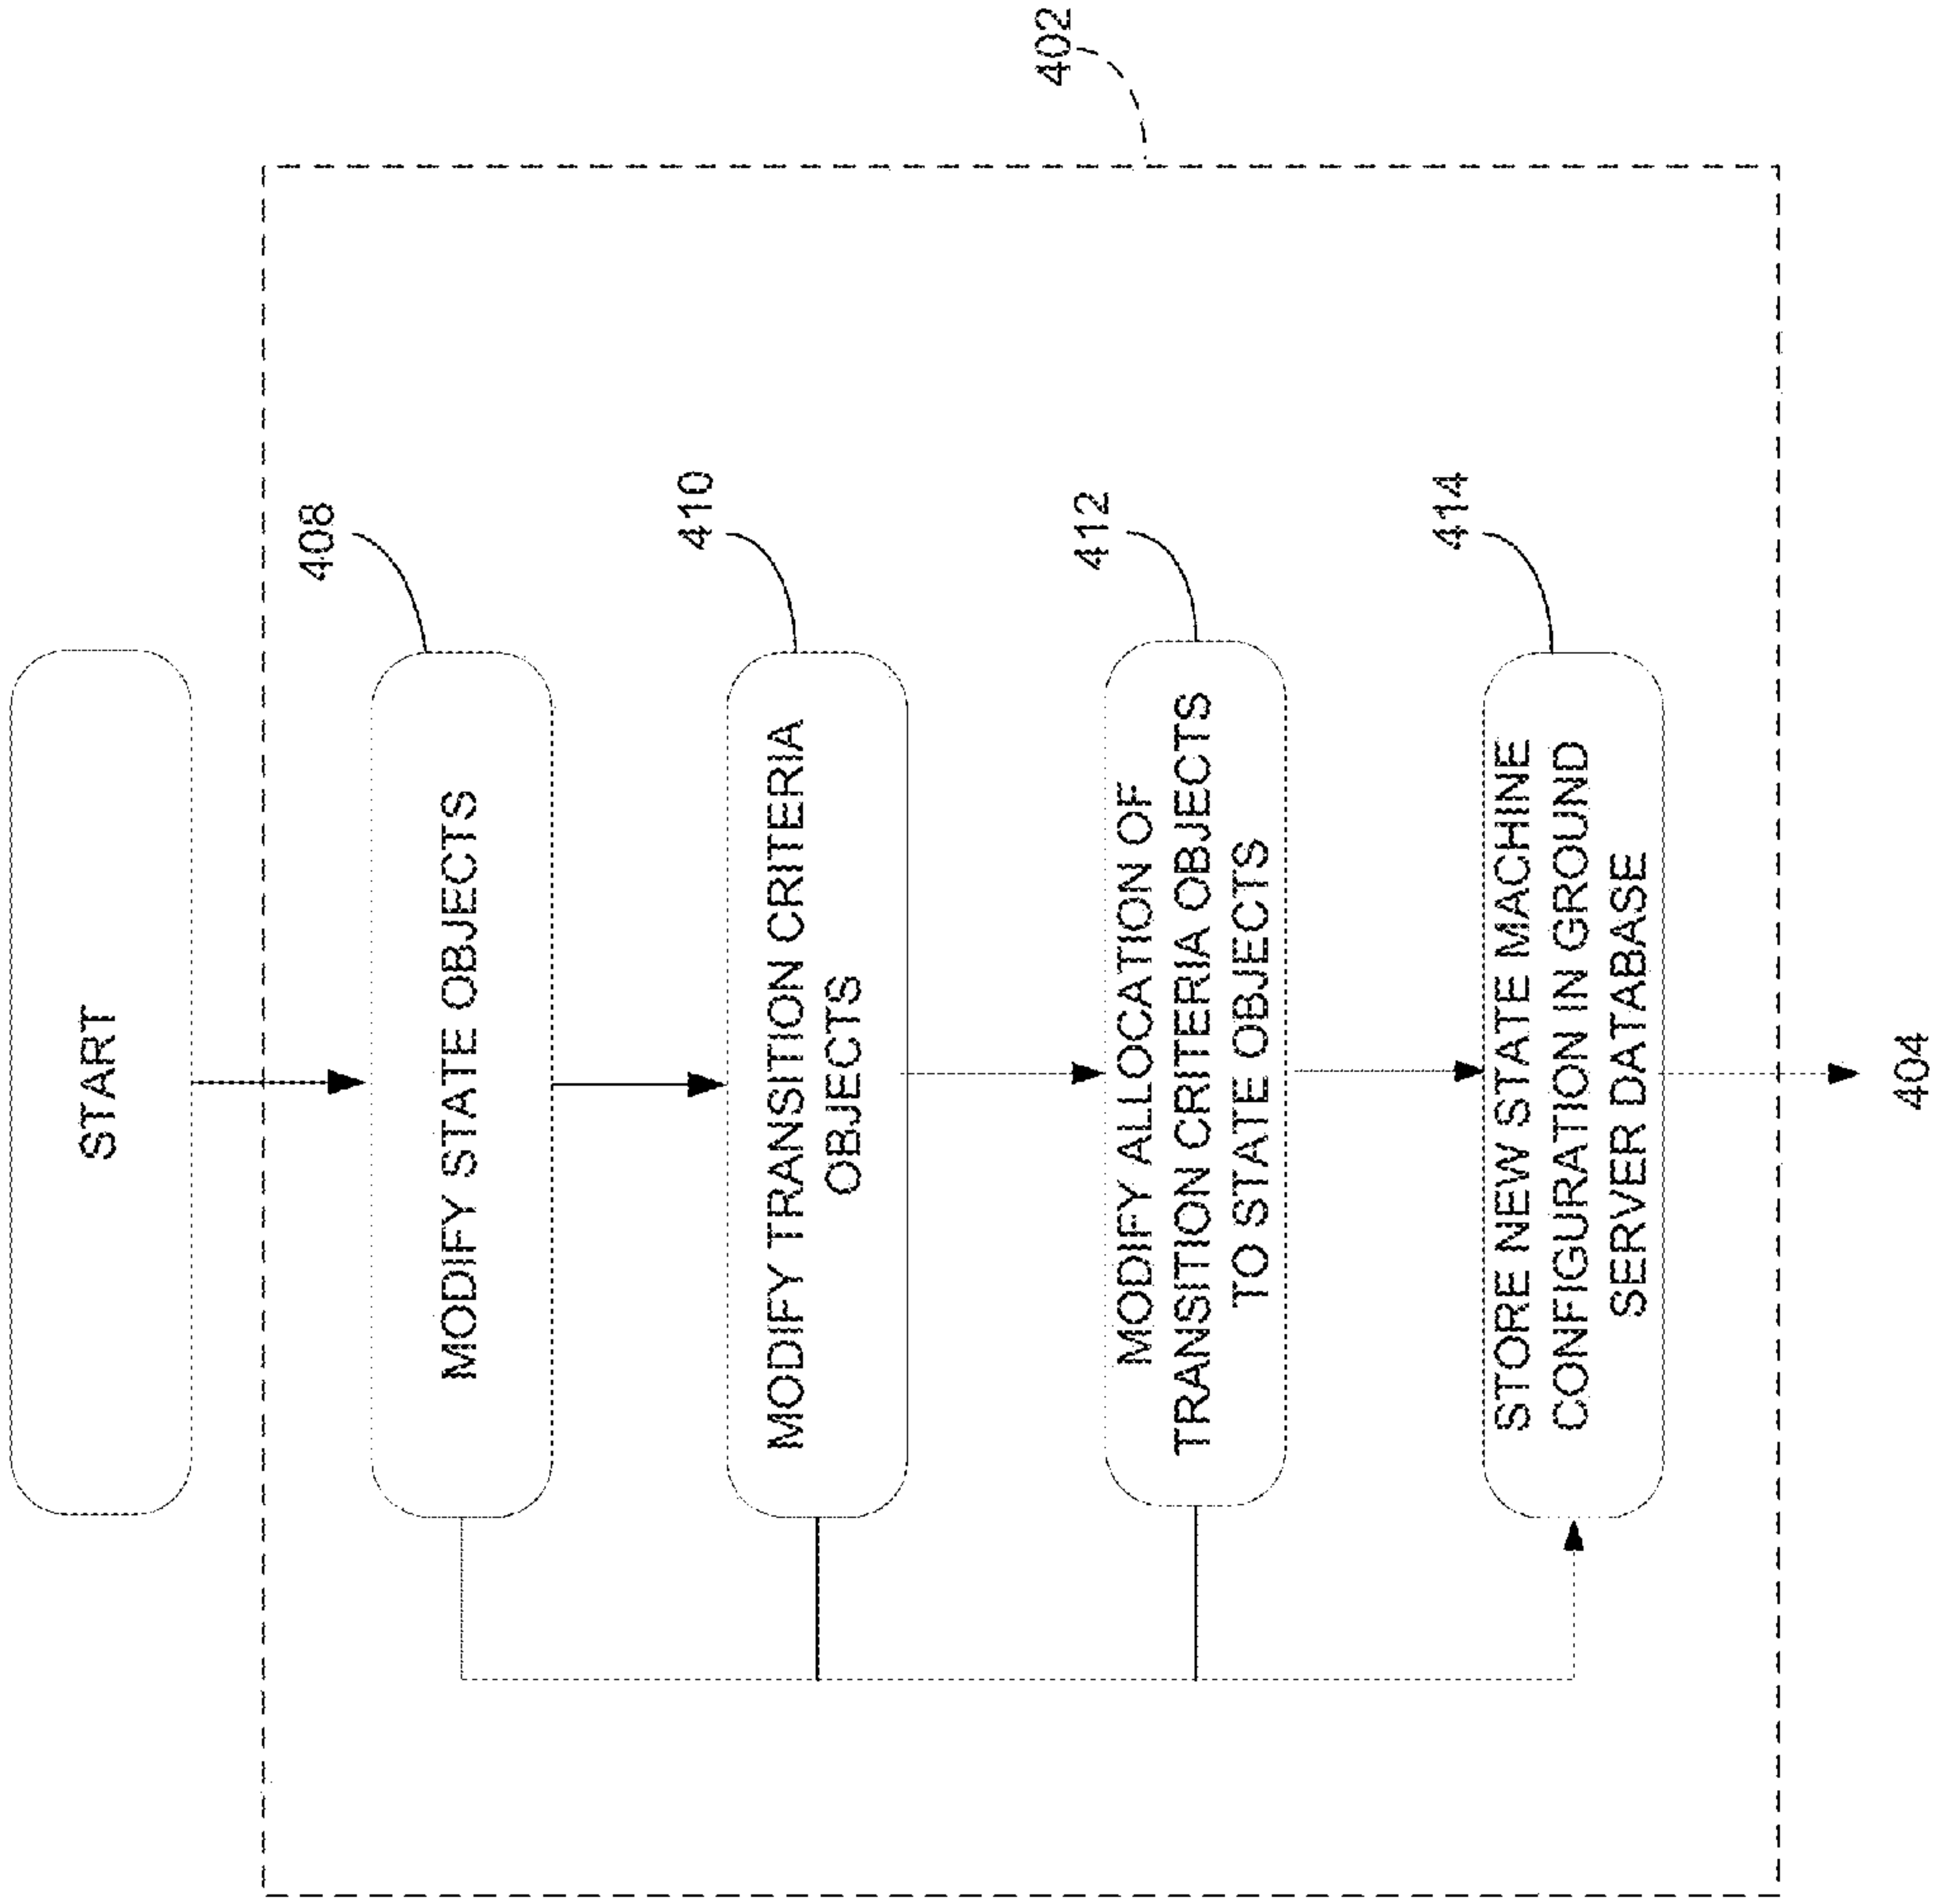 START
402
408
MODIFY STATE OBJECTS
410
MODIFY TRANSITION CRITERIA
OBJECTS
412
MODIFY ALLOCATION OF
TRANSITION CRITERIA OBJECTS
TO STATE OBJECTS
414
STORE NEW STATE MACHINE
CONFIGURATION IN GROUND
SERVER DATABASE
404